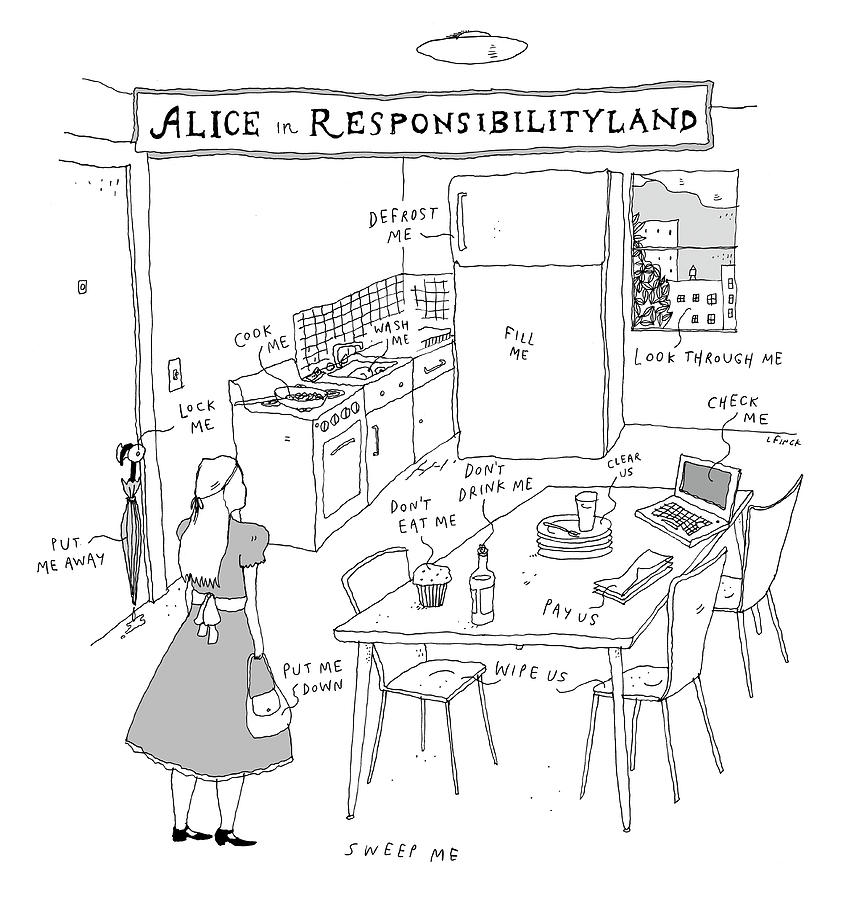 ALICE in RESPONSIBILITYLAND
DEFROST
ME
FILL
ME
COOK
ME
WASH
ME
LOOK THROUGH ME
LOCK
ME
CHECK
ME
L FINCK
CLEAR
US
DON'T
DRINK ME
DON'T
EAT ME
PUT
ME AWAY
PAY US
PUT ME
DOWN
WIPE US
SWEEP ME